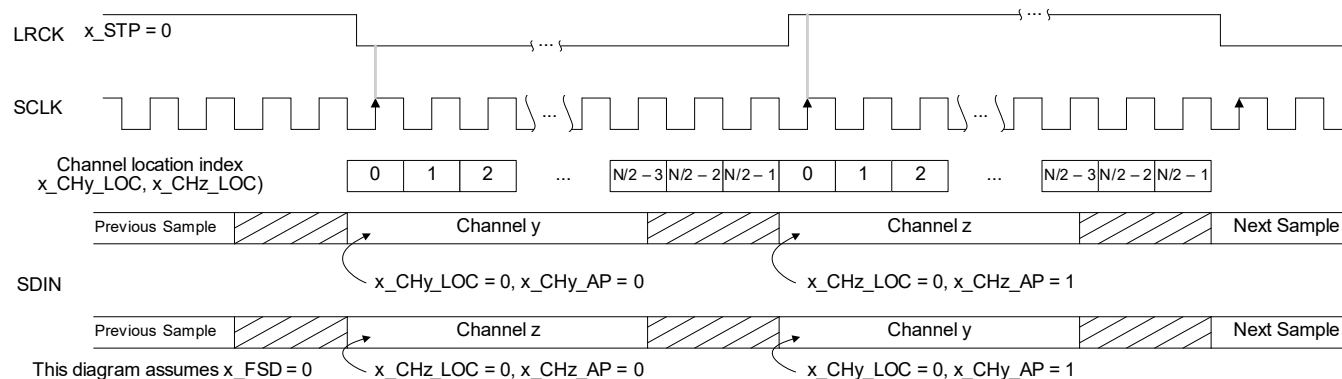 LRCK x_STP = 0
...
...
SCLK
...
...
Channel location index
x_CHy_LOC, x_CHz_LOC)
0 1 2 ... N/2 – 3 N/2 – 2 N/2 – 1 0 1 2 ... N/2 – 3 N/2 – 2 N/2 – 1
Previous Sample Channel y Channel z Next Sample
x_CHy_LOC = 0, x_CHy_AP = 0 x_CHz_LOC = 0, x_CHz_AP = 1
SDIN
Previous Sample Channel z Channel y Next Sample
This diagram assumes x_FSD = 0 x_CHz_LOC = 0, x_CHz_AP = 0 x_CHy_LOC = 0, x_CHy_AP = 1